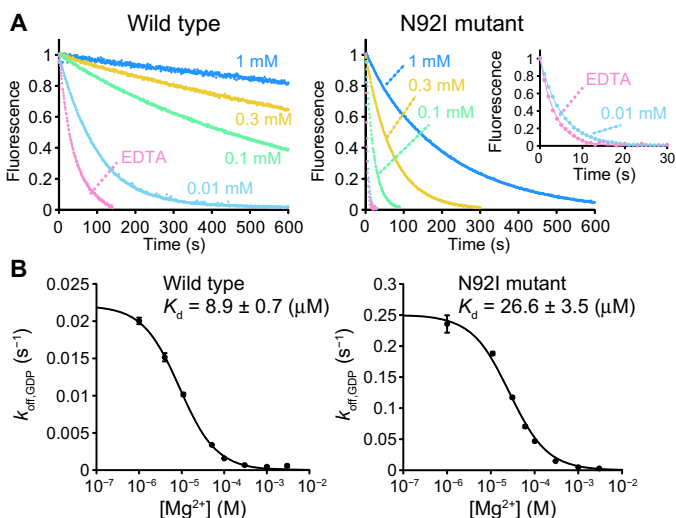 A
Wild type
N92I mutant
Fluorescence
1
0.8
0.6
0.4
0.2
0
1 mM
0.3 mM
0.1 mM
EDTA
0.01 mM
0 100 200 300 400 500 600
Time (s)
Fluorescence
1
0.8
0.6
0.4
0.2
0
1 mM
0.3 mM
0.1 mM
0 100 200 300 400 500 600
Time (s)
1
0.8
0.6
0.4
0.2
0
EDTA
0.01 mM
0 10 20 30
Time (s)
B
Wild type
K_d = 8.9 ± 0.7 (μM)
k_off,GDP (s⁻¹)
0.025
0.02
0.015
0.01
0.005
0
10⁻⁷ 10⁻⁶ 10⁻⁵ 10⁻⁴ 10⁻³ 10⁻²
[Mg²⁺] (M)
N92I mutant
K_d = 26.6 ± 3.5 (μM)
k_off,GDP (s⁻¹)
0.3
0.25
0.2
0.15
0.1
0.05
0
10⁻⁷ 10⁻⁶ 10⁻⁵ 10⁻⁴ 10⁻³ 10⁻²
[Mg²⁺] (M)